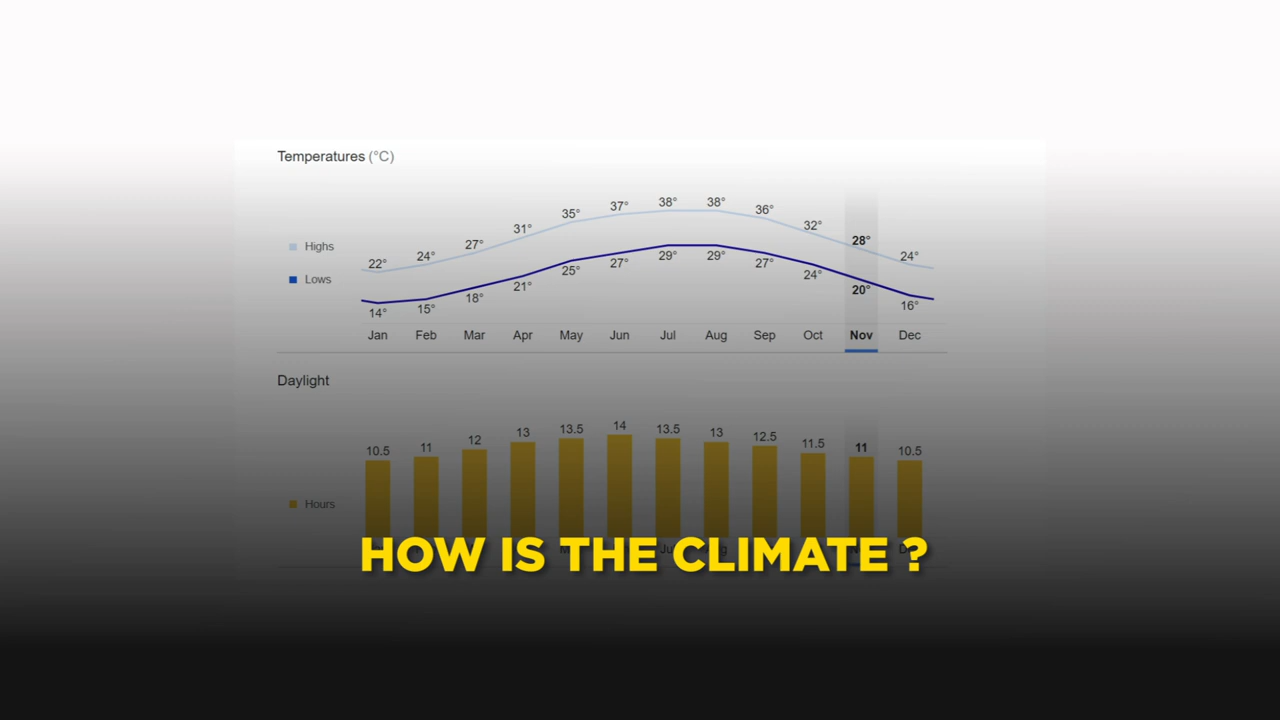 Temperatures (°C)
38° 38°
37°
35° 36°
31° 32°
27° 28°
Highs 22° 24° 24°
Lows 29° 29°
25° 27° 27°
21° 24°
18° 20°
14° 15° 16°
Jan Feb Mar Apr May Jun Jul Aug Sep Oct Nov Dec
Daylight
10.5 11 12 13 13.5 14 13.5 13 12.5 11.5 11 10.5
Hours
HOW IS THE CLIMATE ?